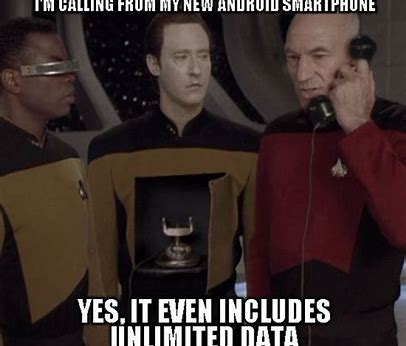 I'M CALLING FROM MY NEW ANDROID SMARTPHONE
YES, IT EVEN INCLUDES
UNLIMITED DATA